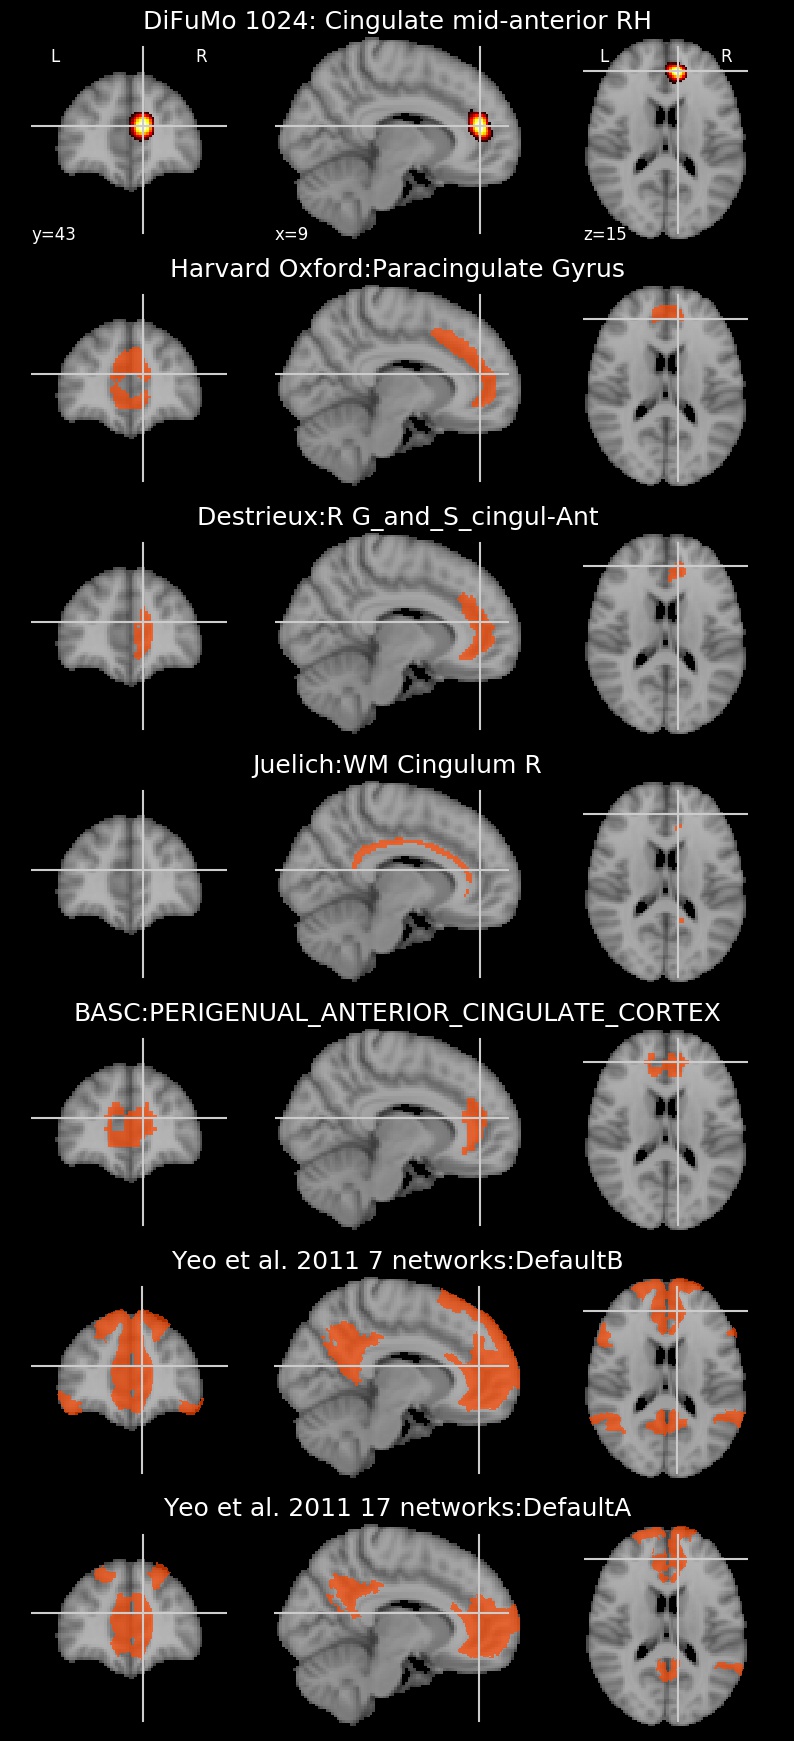 DiFuMo 1024: Cingulate mid-anterior RH
L R L R
y=43 x=9 z=15
Harvard Oxford:Paracingulate Gyrus
Destrieux:R G_and_S_cingul-Ant
Juelich:WM Cingulum R
BASC:PERIGENUAL_ANTERIOR_CINGULATE_CORTEX
Yeo et al. 2011 7 networks:DefaultB
Yeo et al. 2011 17 networks:DefaultA